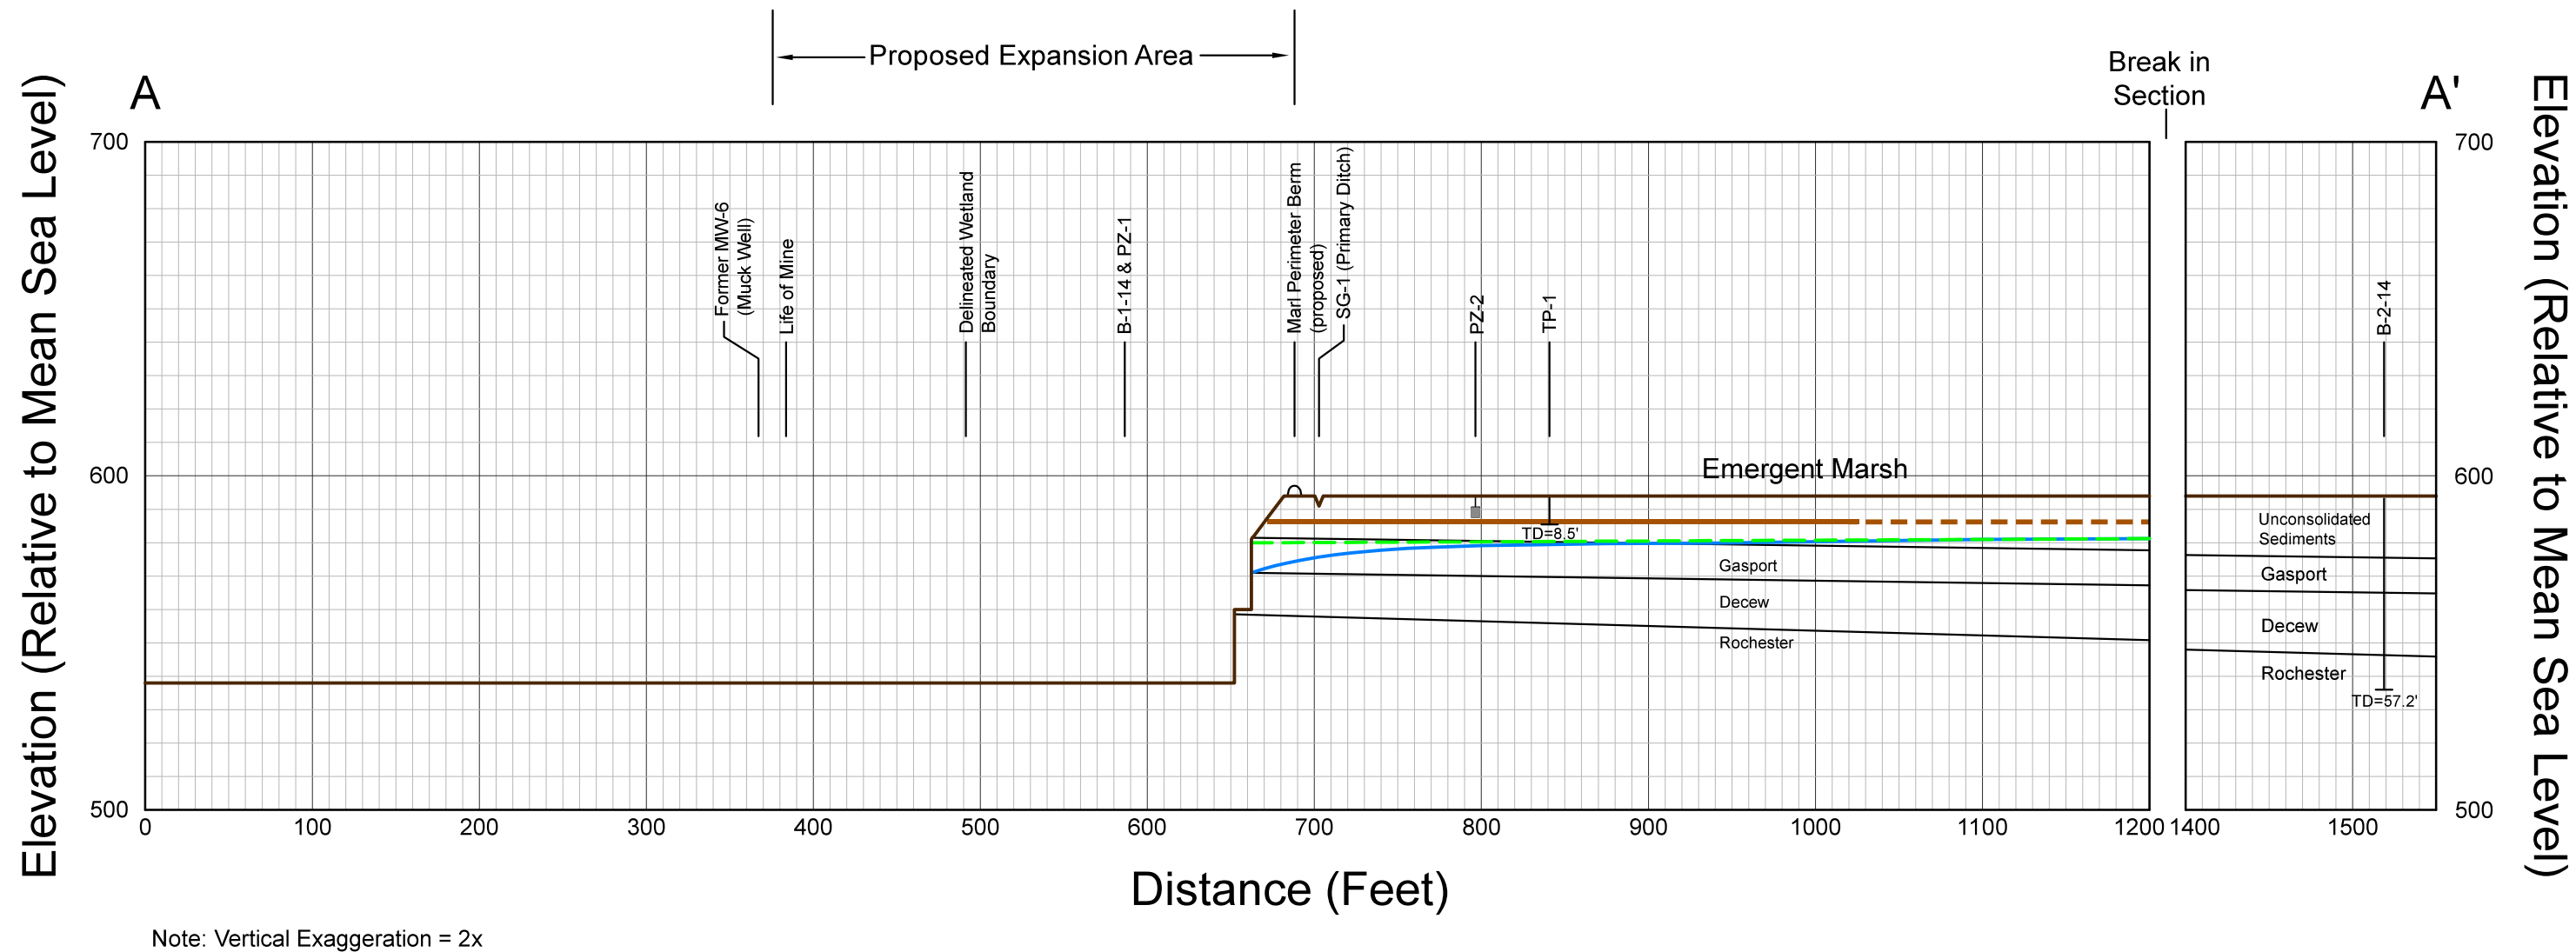 Proposed Expansion Area
Break in
Section
A
A'
Elevation (Relative to Mean Sea Level)
Elevation (Relative to Mean Sea Level)
700
700
Former MW-6
(Muck Well)
Life of Mine
Delineated Wetland
Boundary
B-1-14 & PZ-1
Marl Perimeter Berm
(proposed)
SG-1 (Primary Ditch)
PZ-2
TP-1
B-2-14
600
600
Emergent Marsh
TD=8.5'
Unconsolidated
Sediments
Gasport
Gasport
Decew
Decew
Rochester
Rochester
TD=57.2'
500
500
0
100
200
300
400
500
600
700
800
900
1000
1100
1200
1400
1500
Distance (Feet)
Note: Vertical Exaggeration = 2x